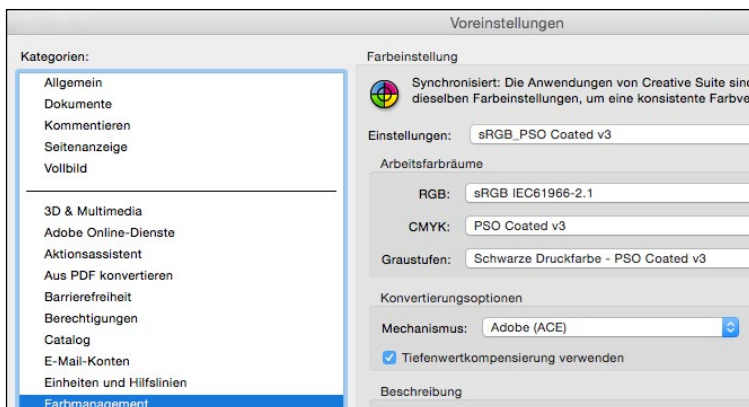 Voreinstellungen
Kategorien:
Allgemein
Dokumente
Kommentieren
Seitenanzeige
Vollbild
3D & Multimedia
Adobe Online-Dienste
Aktionsassistent
Aus PDF konvertieren
Barrierefreiheit
Berechtigungen
Catalog
E-Mail-Konten
Einheiten und Hilfslinien
Farbmanagement
Farbeinstellung
Synchronisiert: Die Anwendungen von Creative Suite sind
dieselben Farbeinstellungen, um eine konsistente
Einstellungen: sRGB_PSO Coated v3
Arbeitsfarbräume
RGB: sRGB IEC61966-2.1
CMYK: PSO Coated v3
Graustufen: Schwarze Druckfarbe - PSO Coated v3
Konvertierungsoptionen
Mechanismus: Adobe (ACE)
Tiefenwertkompensierung verwenden
Beschreibung